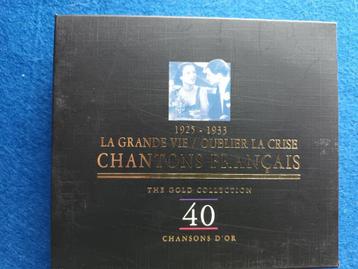 1925 - 1933
LA GRANDE VIE / OUBLIER LA CRISE
CHANTONS FRANÇAIS
THE GOLD COLLECTION
40
CHANSONS D'OR